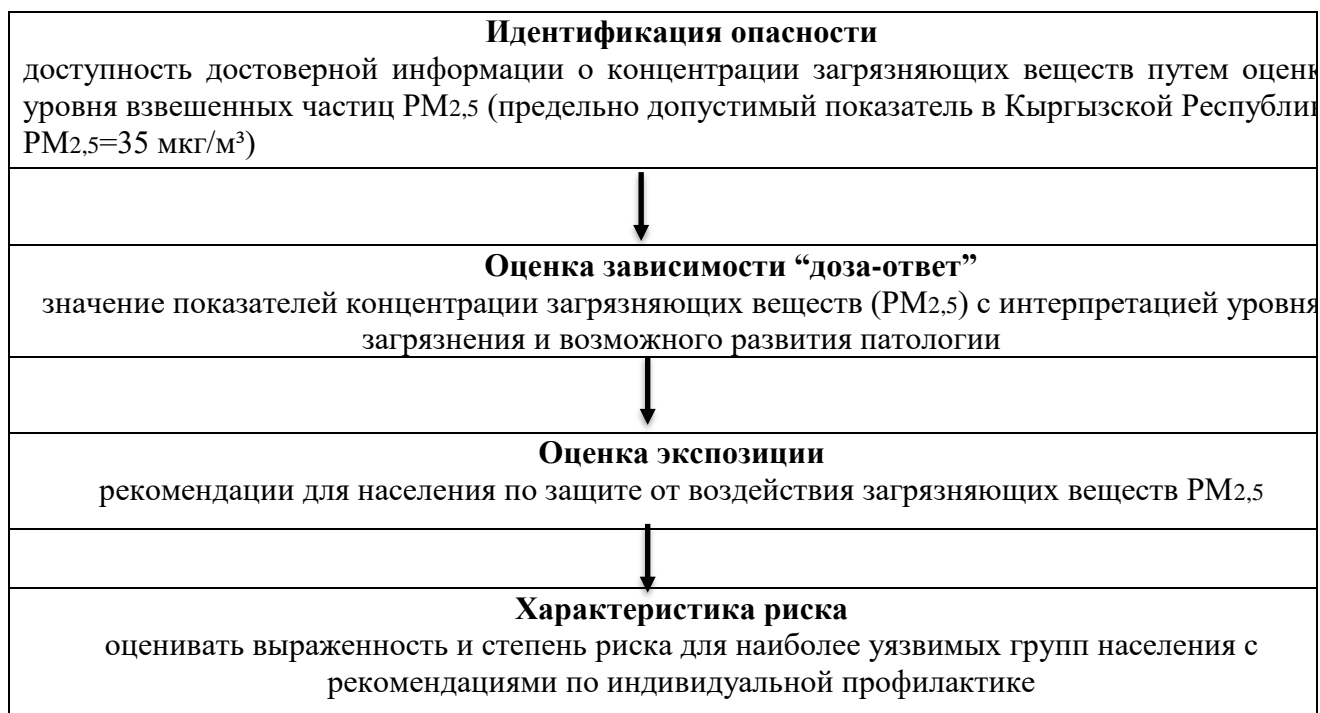 Идентификация опасности
доступность достоверной информации о концентрации загрязняющих веществ путем оценк
уровня взвешенных частиц PM2,5 (предельно допустимый показатель в Кыргызской Республик
PM2,5=35 мкг/м³)
Оценка зависимости “доза-ответ”
значение показателей концентрации загрязняющих веществ (PM2,5) с интерпретацией уровня
загрязнения и возможного развития патологии
Оценка экспозиции
рекомендации для населения по защите от воздействия загрязняющих веществ PM2,5
Характеристика риска
оценивать выраженность и степень риска для наиболее уязвимых групп населения с
рекомендациями по индивидуальной профилактике